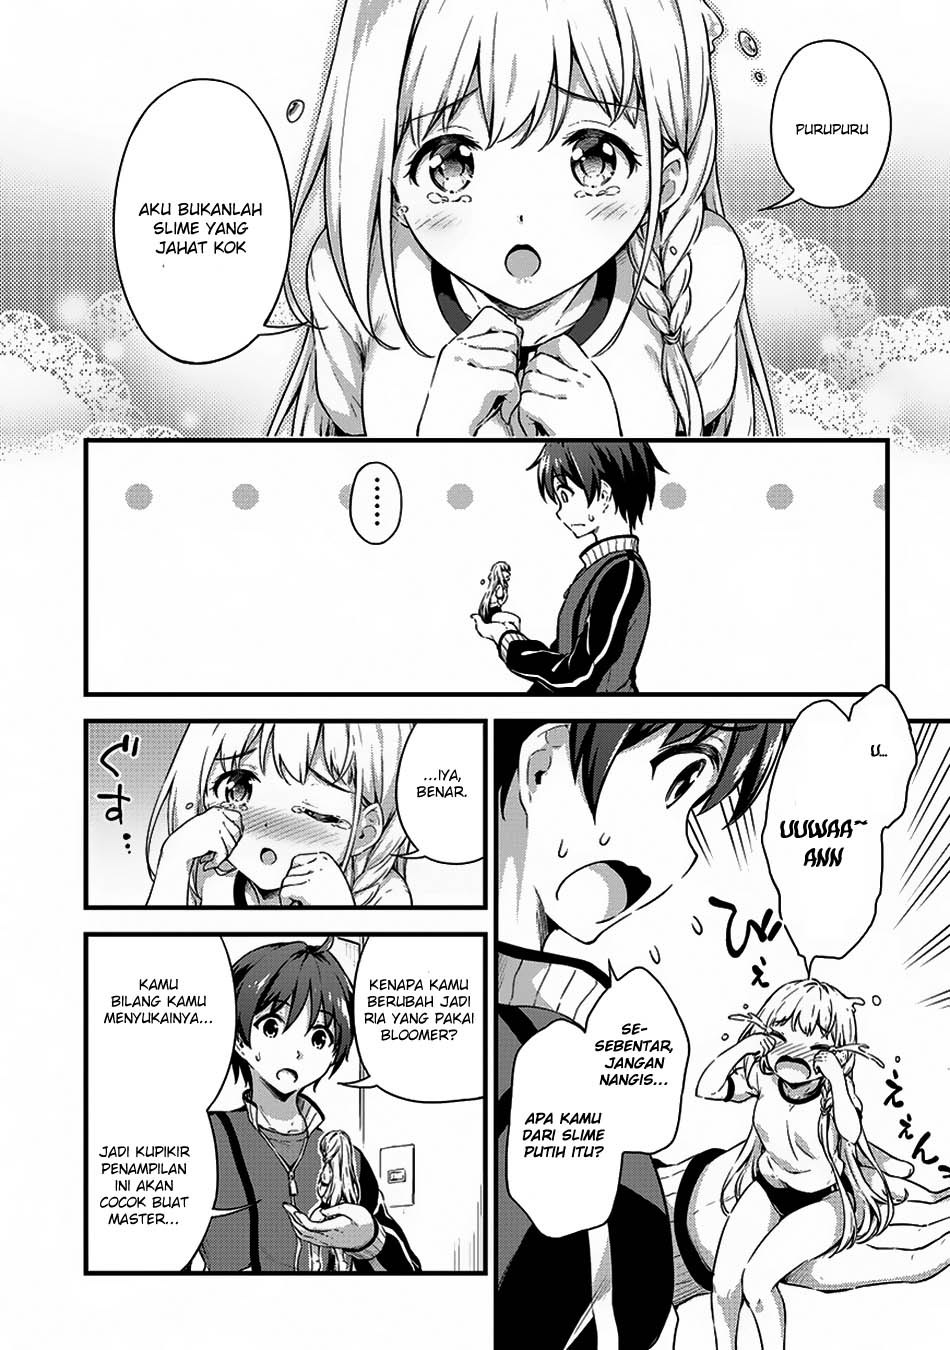 PURUPURU
AKU BUKANLAH
SLIME YANG
JAHAT KOK
......
U...
UUWAA~
ANN
び
えぇん
えぇん
SE-
SEBENTAR,
JANGAN
NANGIS...
APA KAMU
DARI SLIME
PUTIH ITU?
...IYA,
BENAR.
ぐす...
KENAPA KAMU
BERUBAH JADI
RIA YANG PAKAI
BLOOMER?
KAMU
BILANG KAMU
MENYUKAINYA...
JADI KUPIKIR
PENAMPILAN
INI AKAN
COCOK BUAT
MASTER...